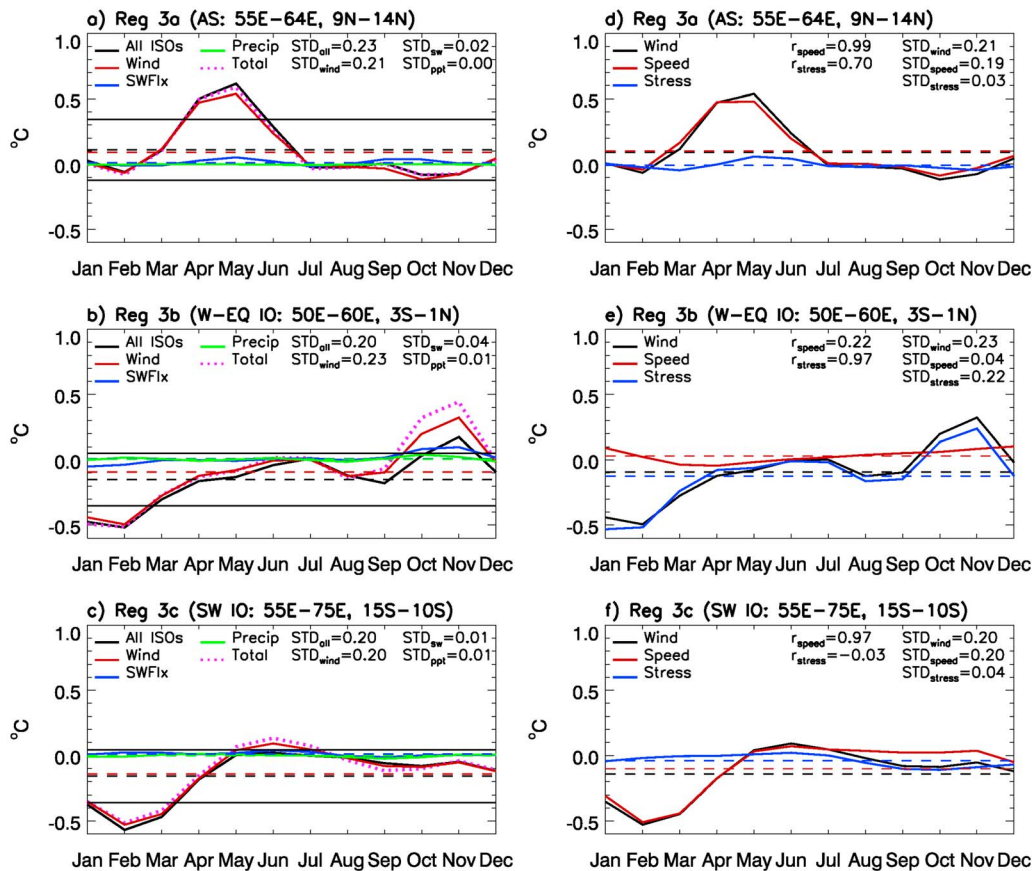 a) Reg 3a (AS: 55E-64E, 9N-14N)
All ISOs Precip STD_all=0.23 STD_sw=0.02
Wind Total STD_wind=0.21 STD_ppt=0.00
SWFlx
1.0
0.5
0.0
-0.5
°C
Jan Feb Mar Apr May Jun Jul Aug Sep Oct Nov Dec
d) Reg 3a (AS: 55E-64E, 9N-14N)
Wind r_speed=0.99 STD_wind=0.21
Speed r_stress=0.70 STD_speed=0.19
Stress STD_stress=0.03
1.0
0.5
0.0
-0.5
°C
Jan Feb Mar Apr May Jun Jul Aug Sep Oct Nov Dec
b) Reg 3b (W-EQ IO: 50E-60E, 3S-1N)
All ISOs Precip STD_all=0.20 STD_sw=0.04
Wind Total STD_wind=0.23 STD_ppt=0.01
SWFlx
1.0
0.5
0.0
-0.5
°C
Jan Feb Mar Apr May Jun Jul Aug Sep Oct Nov Dec
e) Reg 3b (W-EQ IO: 50E-60E, 3S-1N)
Wind r_speed=0.22 STD_wind=0.23
Speed r_stress=0.97 STD_speed=0.04
Stress STD_stress=0.22
1.0
0.5
0.0
-0.5
°C
Jan Feb Mar Apr May Jun Jul Aug Sep Oct Nov Dec
c) Reg 3c (SW IO: 55E-75E, 15S-10S)
All ISOs Precip STD_all=0.20 STD_sw=0.01
Wind Total STD_wind=0.20 STD_ppt=0.01
SWFlx
1.0
0.5
0.0
-0.5
°C
Jan Feb Mar Apr May Jun Jul Aug Sep Oct Nov Dec
f) Reg 3c (SW IO: 55E-75E, 15S-10S)
Wind r_speed=0.97 STD_wind=0.20
Speed r_stress=-0.03 STD_speed=0.20
Stress STD_stress=0.04
1.0
0.5
0.0
-0.5
°C
Jan Feb Mar Apr May Jun Jul Aug Sep Oct Nov Dec